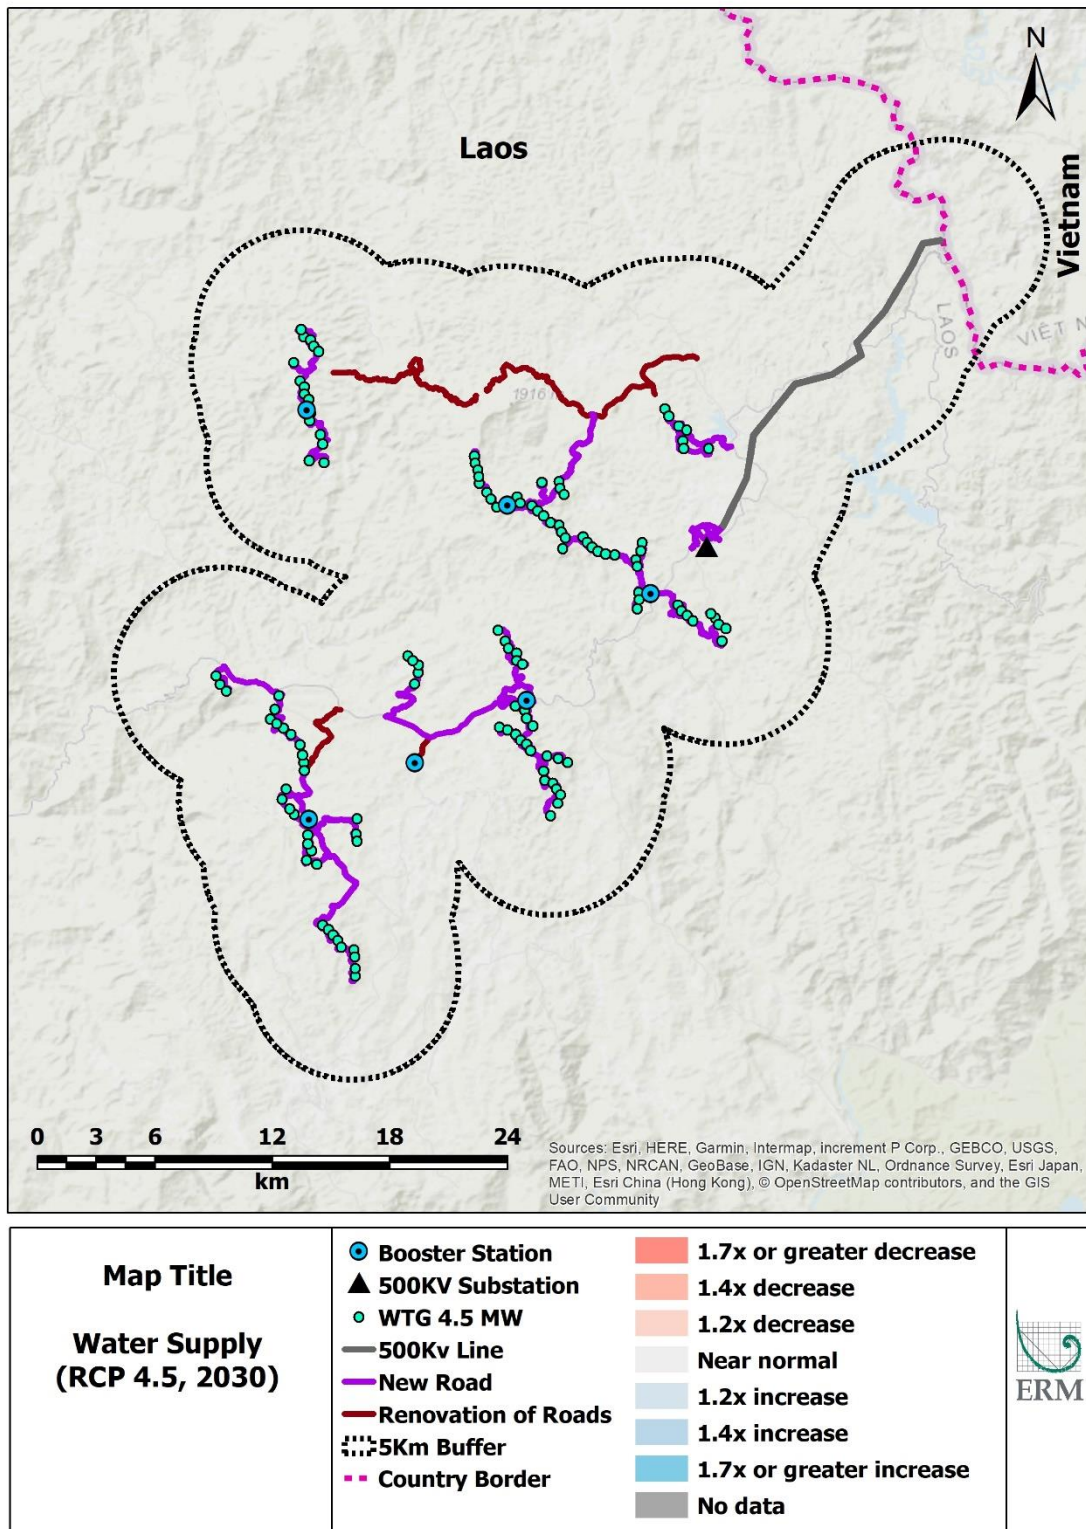 N
Laos
Vietnam
LAOS
VIÊT N
1916
0 3 6 12 18 24
km
Sources: Esri, HERE, Garmin, Intermap, increment P Corp., GEBCO, USGS,
FAO, NPS, NRCAN, GeoBase, IGN, Kadaster NL, Ordnance Survey, Esri Japan,
METI, Esri China (Hong Kong), © OpenStreetMap contributors, and the GIS
User Community
Map Title
Water Supply
(RCP 4.5, 2030)
Booster Station
500KV Substation
WTG 4.5 MW
500Kv Line
New Road
Renovation of Roads
5Km Buffer
Country Border
1.7x or greater decrease
1.4x decrease
1.2x decrease
Near normal
1.2x increase
1.4x increase
1.7x or greater increase
No data
ERM